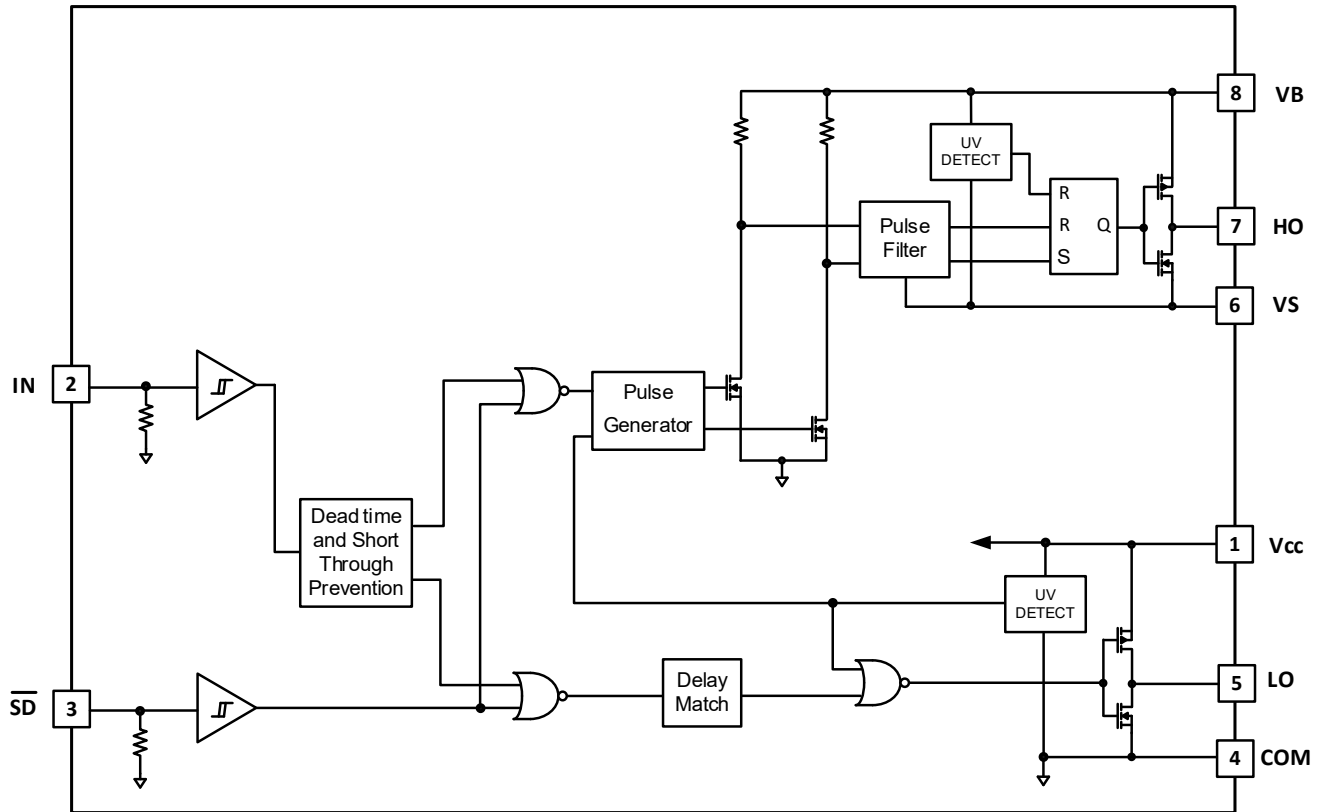 8 VB
UV
DETECT
R
R Q
S
Pulse
Filter
7 HO
6 VS
IN 2
Pulse
Generator
Dead time
and Short
Through
Prevention
1 Vcc
UV
DETECT
SD 3
Delay
Match
5 LO
4 COM